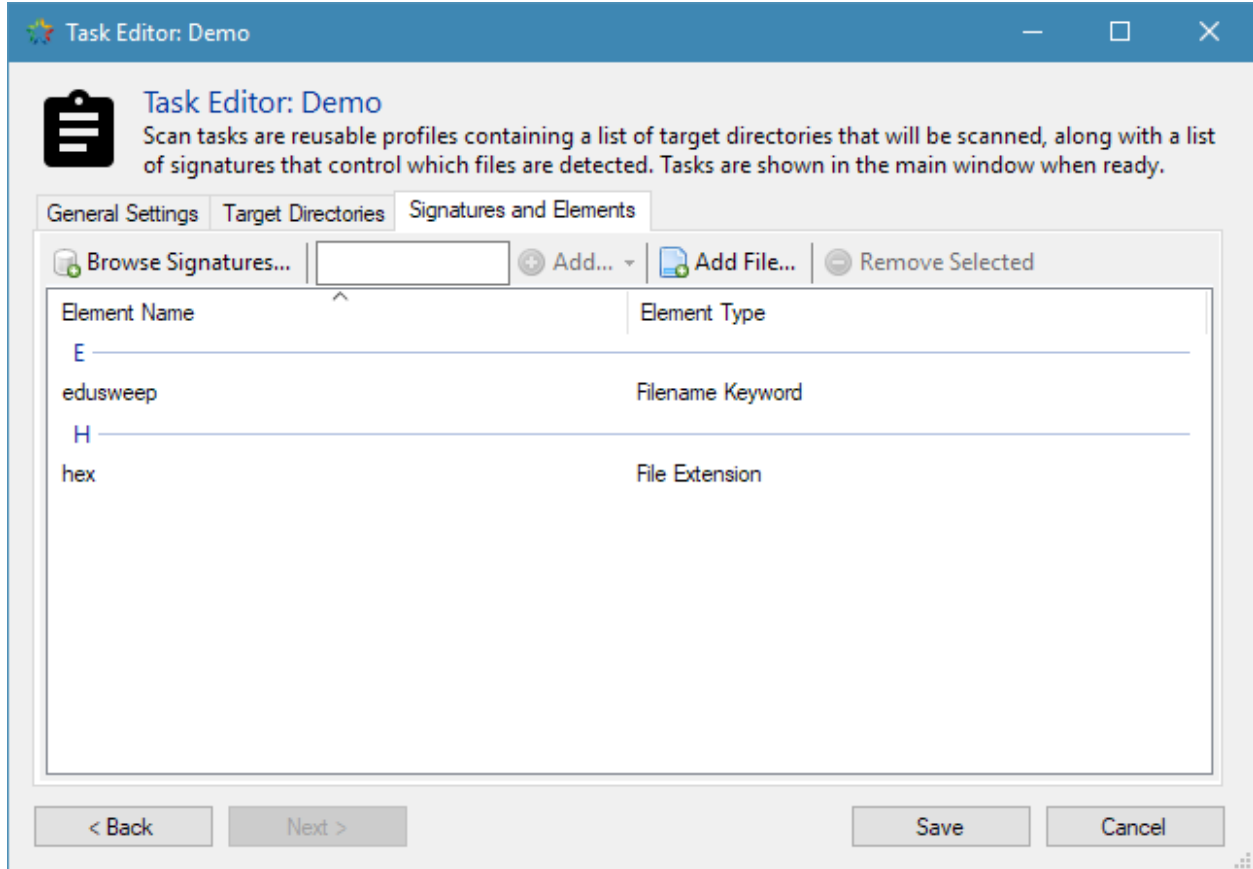 Task Editor: Demo
Task Editor: Demo
Scan tasks are reusable profiles containing a list of target directories that will be scanned, along with a list
of signatures that control which files are detected. Tasks are shown in the main window when ready.
General Settings Target Directories Signatures and Elements
Browse Signatures... Add... Add File... Remove Selected
Element Name Element Type
E
edusweep Filename Keyword
H
hex File Extension
< Back Next > Save Cancel